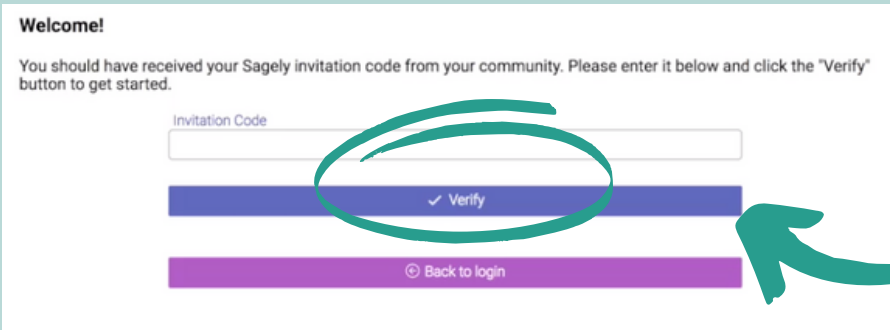 Welcome!
You should have received your Sagely invitation code from your community. Please enter it below and click the "Verify"
button to get started.
Invitation Code
Verify
Back to login